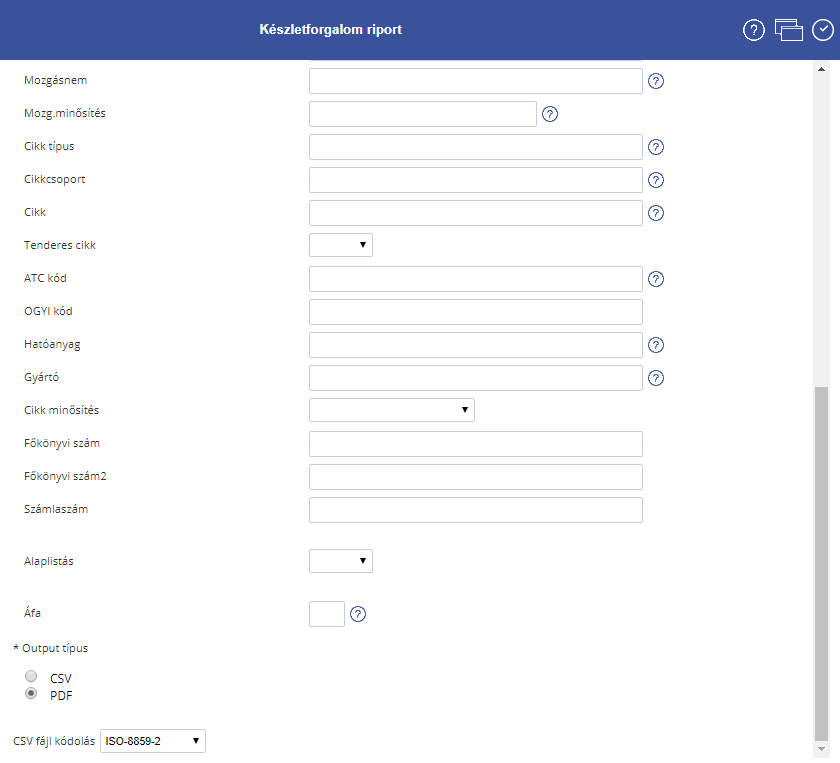 Készletforgalom riport
Mozgásnem
Mozg.minősítés
Cikk típus
Cikkcsoport
Cikk
Tenderes cikk
ATC kód
OGYI kód
Hatóanyag
Gyártó
Cikk minősítés
Főkönyvi szám
Főkönyvi szám2
Számlaszám
Alaplistás
Áfa
* Output típus
CSV
PDF
CSV fájl kódolás ISO-8859-2